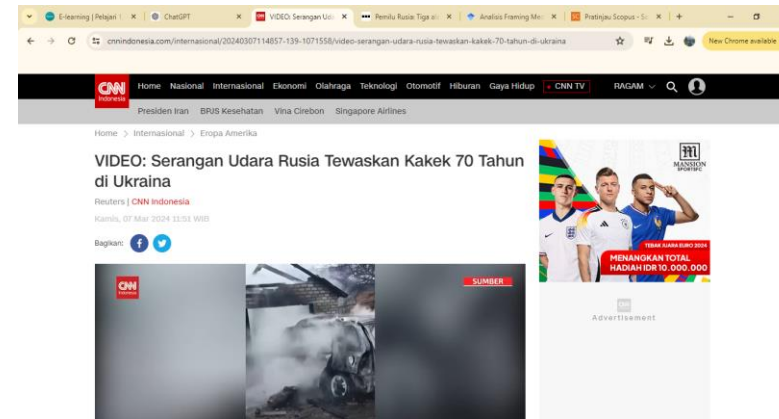 E-learning | Pelajari
ChatGPT
VIDEO: Serangan Uda
Pemilu Rusia: Tiga
Analisis Framing Me
Pratinjau Scopus - S
cnnindonesia.com/internasional/20240307114857-139-1071558/video-serangan-udara-rusia-tewaskan-kakek-70-tahun-di-ukraina
New Chrome available
CNN Indonesia
Home Nasional Internasional Ekonomi Olahraga Teknologi Otomotif Hiburan Gaya Hidup CNN TV RAGAM
Presiden Iran BPJS Kesehatan Vina Cirebon Singapore Airlines
Home > Internasional > Eropa Amerika
VIDEO: Serangan Udara Rusia Tewaskan Kakek 70 Tahun
di Ukraina
Reuters | CNN Indonesia
Kamis, 07 Mar 2024 11:51 WIB
Bagikan:
CNN Indonesia
SUMBER
MANSION
SPORTSFC
TEBAK JUARA EURO 2024
MENANGKAN TOTAL
HADIAH IDR 10.000.000
CNN
Advertisement